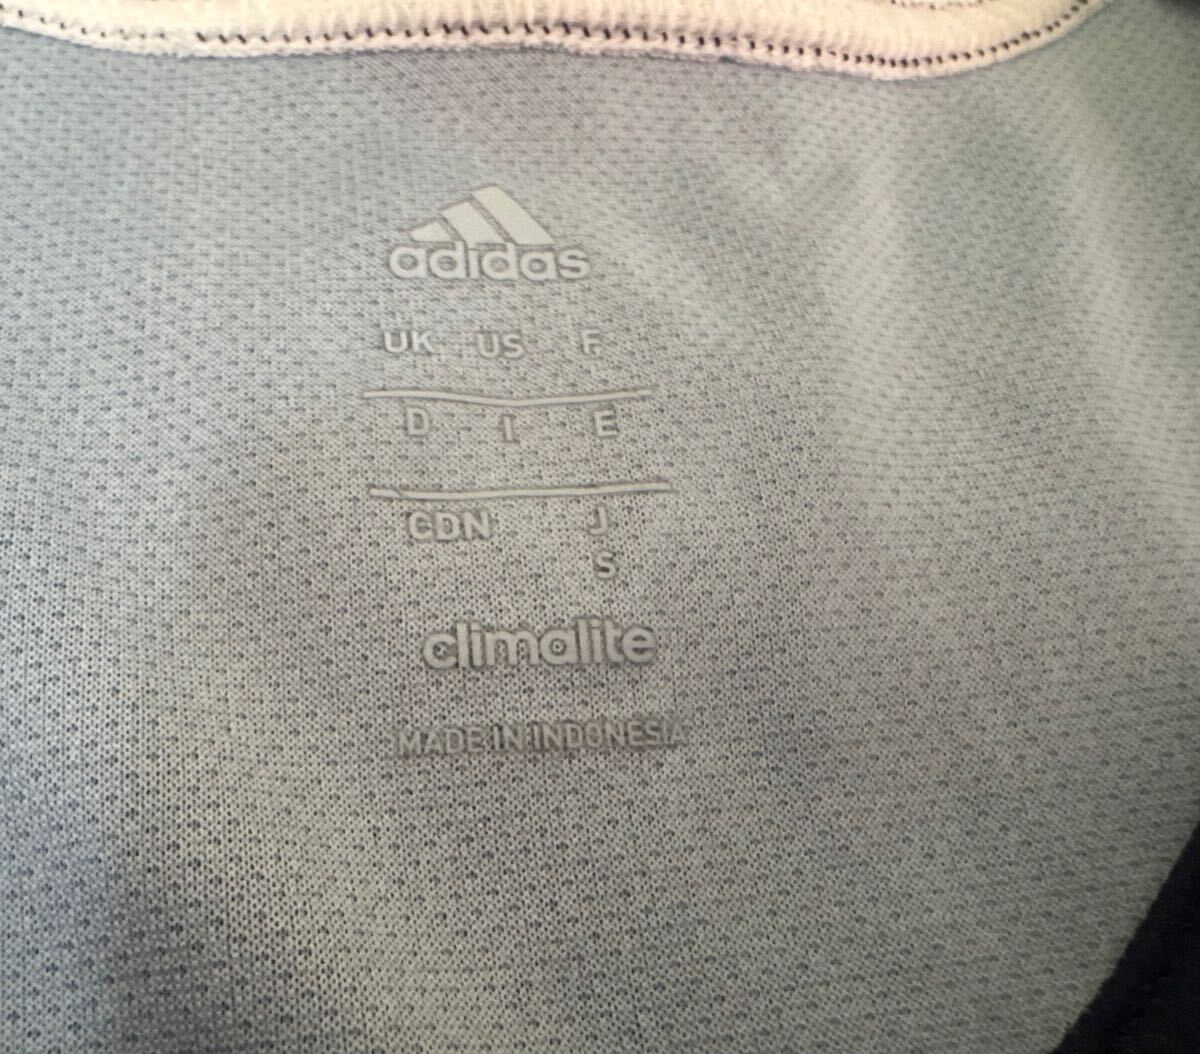 adidas
UK US F
D I E
CDN J
S
climalite
MADE IN INDONESIA